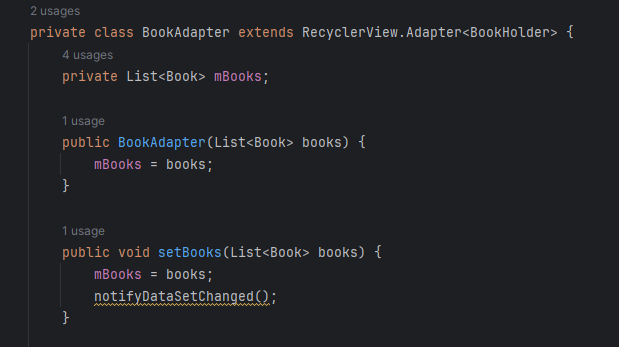 2 usages
private class BookAdapter extends RecyclerView.Adapter<BookHolder> {
4 usages
private List<Book> mBooks;
1 usage
public BookAdapter(List<Book> books) {
mBooks = books;
}
1 usage
public void setBooks(List<Book> books) {
mBooks = books;
notifyDataSetChanged();
}